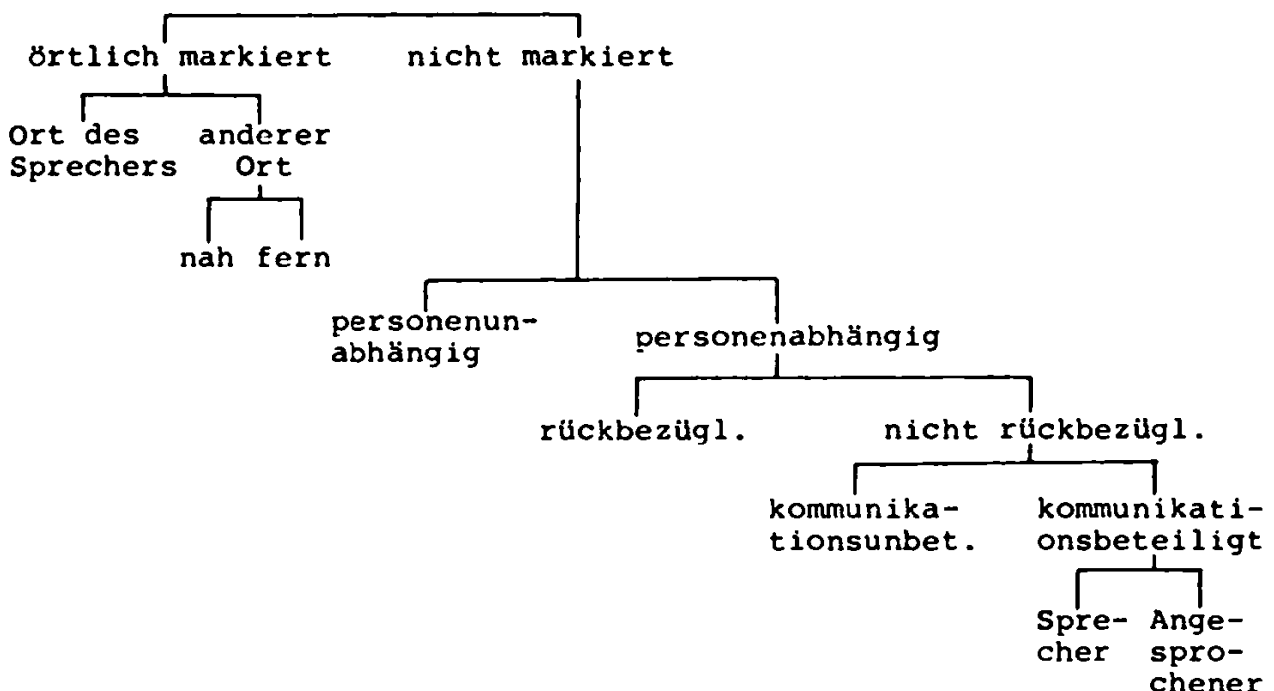 örtlich markiert nicht markiert
Ort des anderer
Sprechers Ort
nah fern
personenun-
abhängig
personenabhängig
rückbezügl. nicht rückbezügl.
kommunika- kommunikati-
tionsunbet. onsbeteiligt
Spre- Ange-
cher spro-
chener